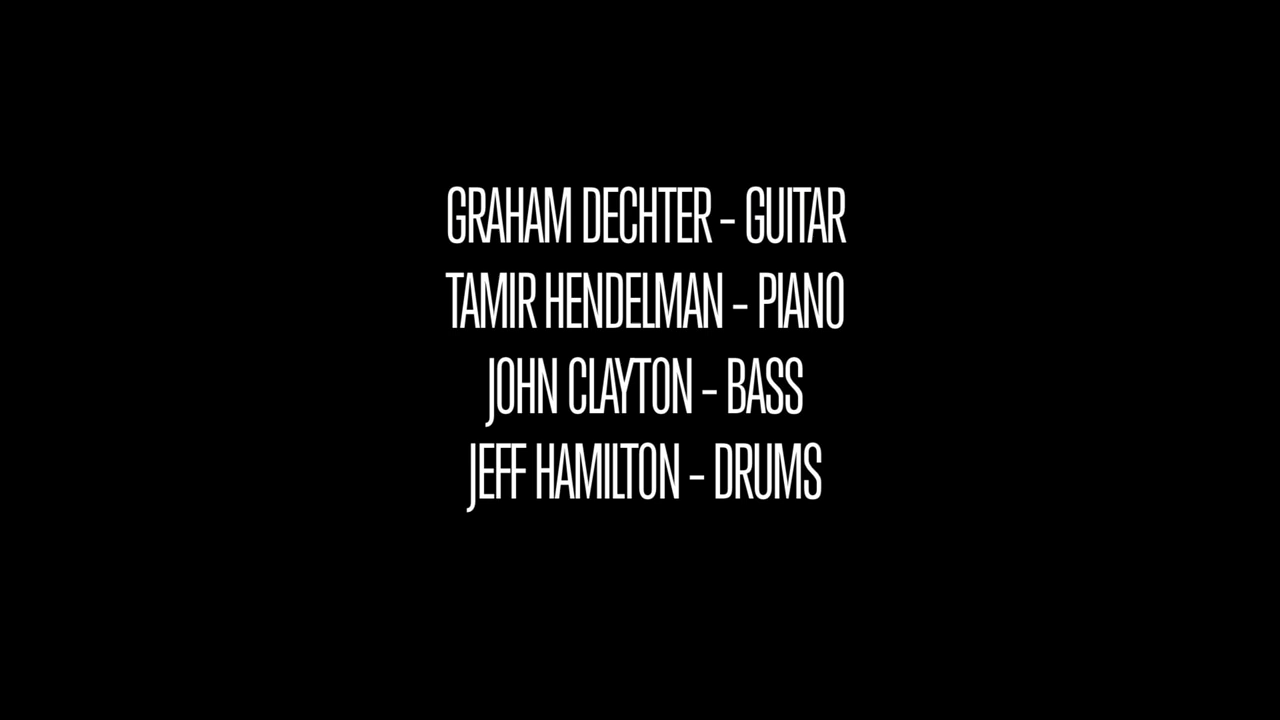 GRAHAM DECHTER – GUITAR
TAMIR HENDELMAN – PIANO
JOHN CLAYTON – BASS
JEFF HAMILTON – DRUMS